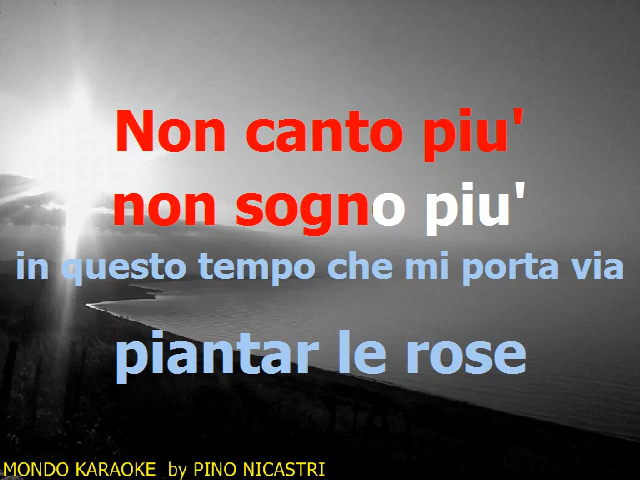 Non canto piu'
non sogno piu'
in questo tempo che mi porta via
piantar le rose
MONDO KARAOKE by PINO NICASTRI